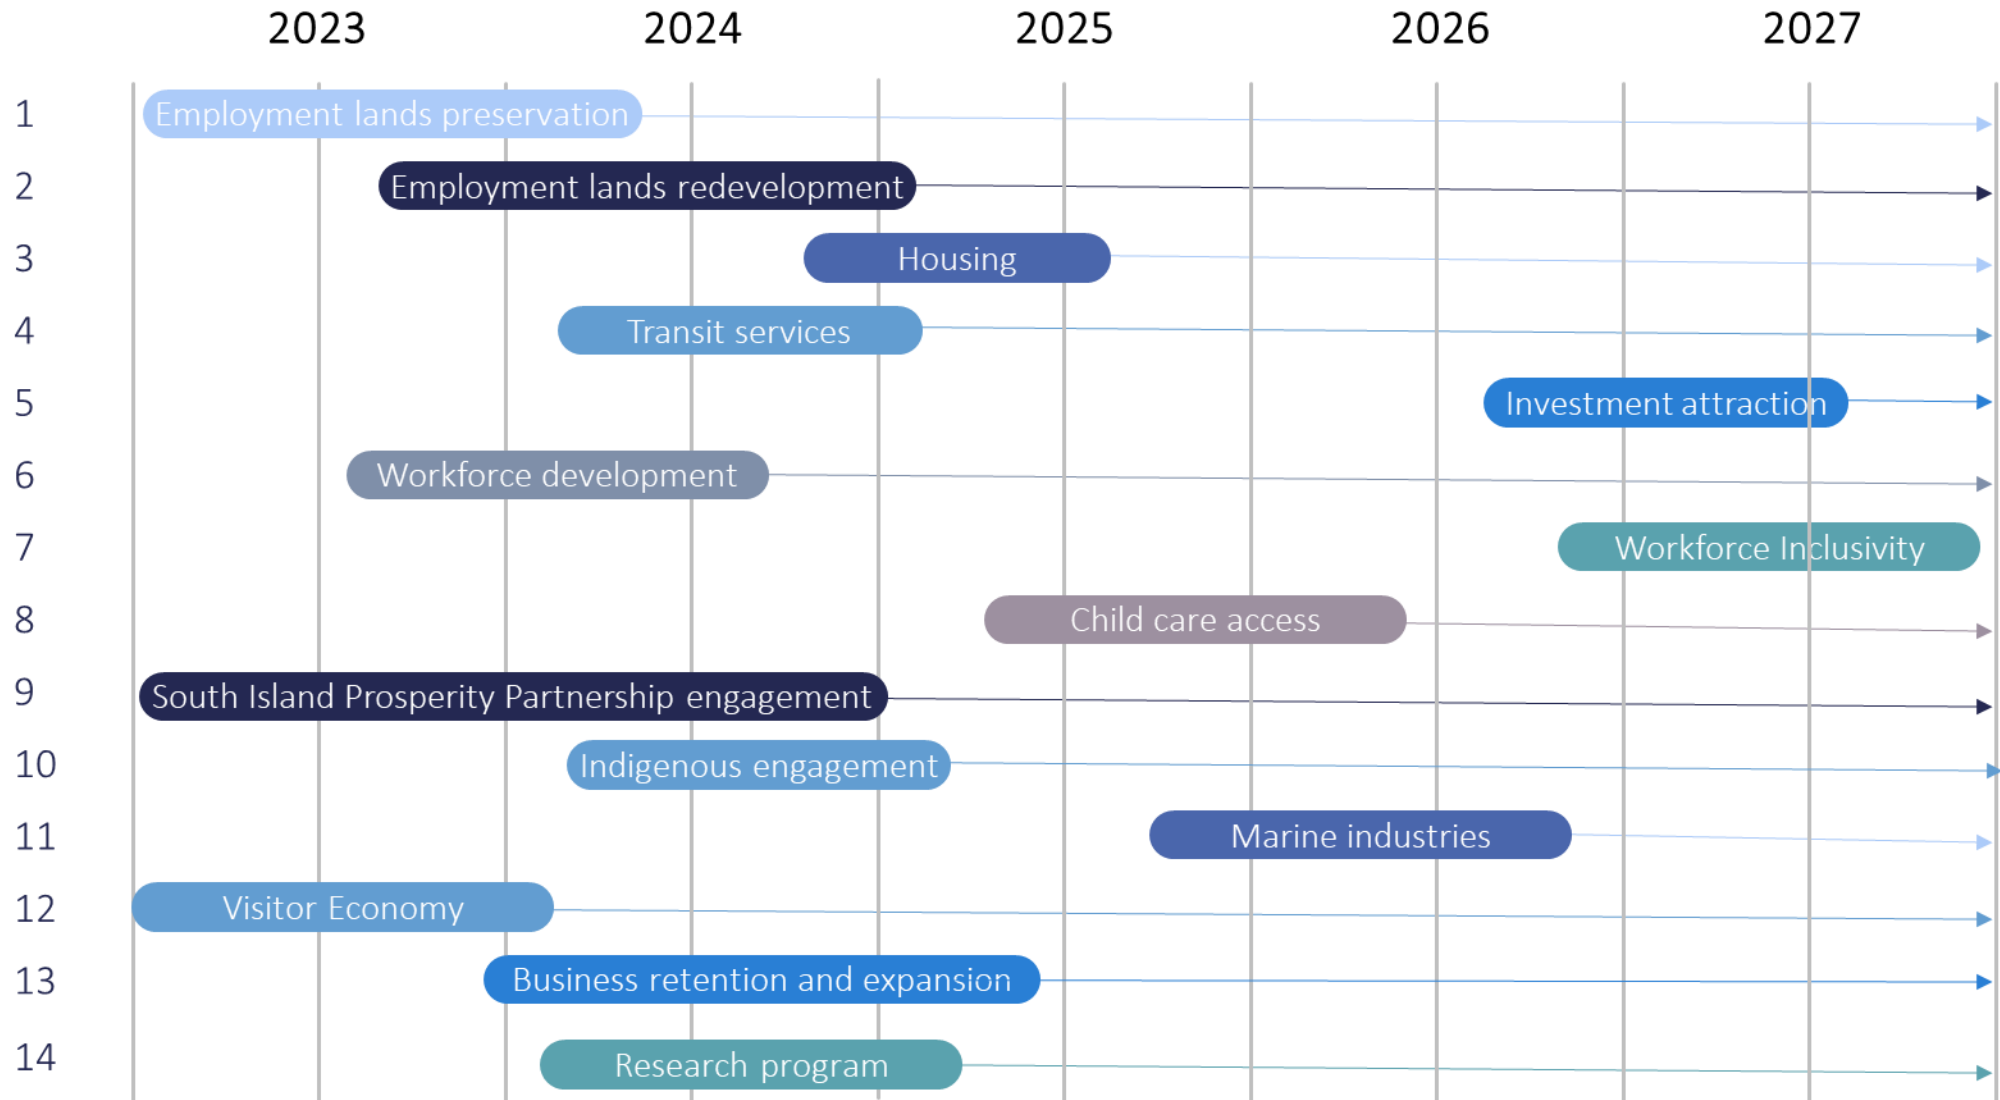 2023 2024 2025 2026 2027
1 Employment lands preservation
2 Employment lands redevelopment
3 Housing
4 Transit services
5 Investment attraction
6 Workforce development
7 Workforce Inclusivity
8 Child care access
9 South Island Prosperity Partnership engagement
10 Indigenous engagement
11 Marine industries
12 Visitor Economy
13 Business retention and expansion
14 Research program